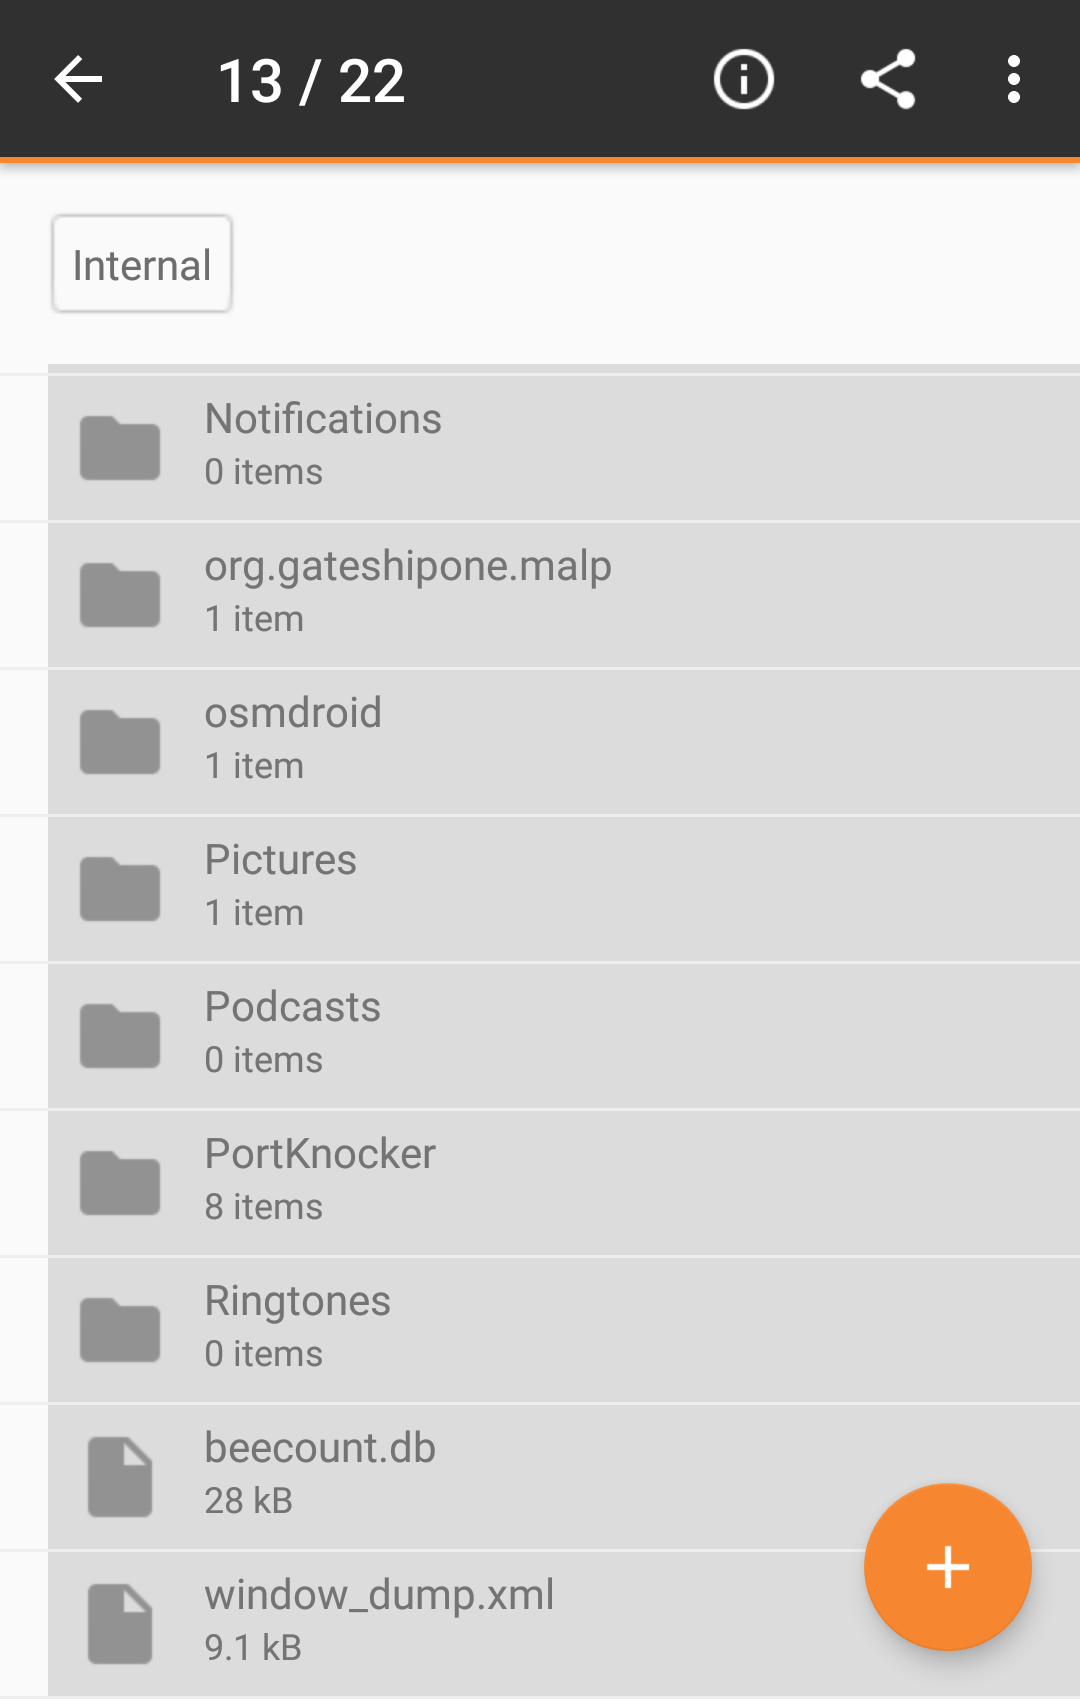 13 / 22
Internal
Notifications
0 items
org.gateshipone.malp
1 item
osmdroid
1 item
Pictures
1 item
Podcasts
0 items
PortKnocker
8 items
Ringtones
0 items
beecount.db
28 kB
window_dump.xml
9.1 kB